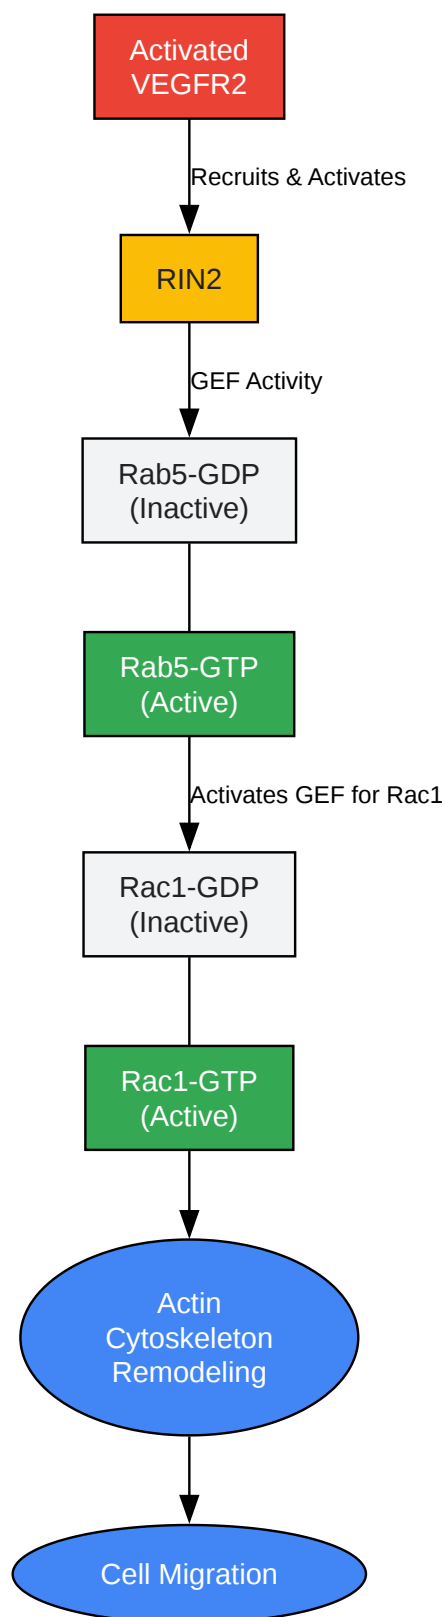 Activated
VEGFR2
Recruits & Activates
RIN2
GEF Activity
Rab5-GDP
(Inactive)
Rab5-GTP
(Active)
Activates GEF for Rac1
Rac1-GDP
(Inactive)
Rac1-GTP
(Active)
Actin
Cytoskeleton
Remodeling
Cell Migration